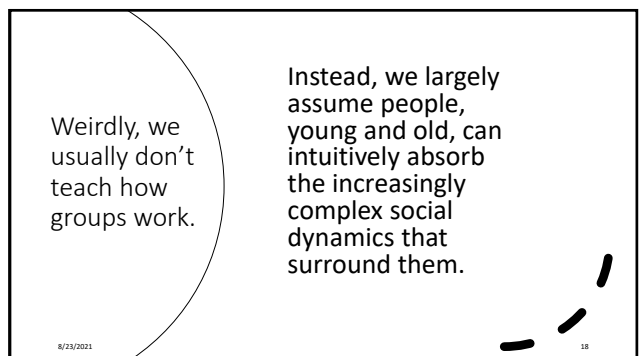 Weirdly, we
usually don’t
teach how
groups work.
Instead, we largely
assume people,
young and old, can
intuitively absorb
the increasingly
complex social
dynamics that
surround them.
8/23/2021
18